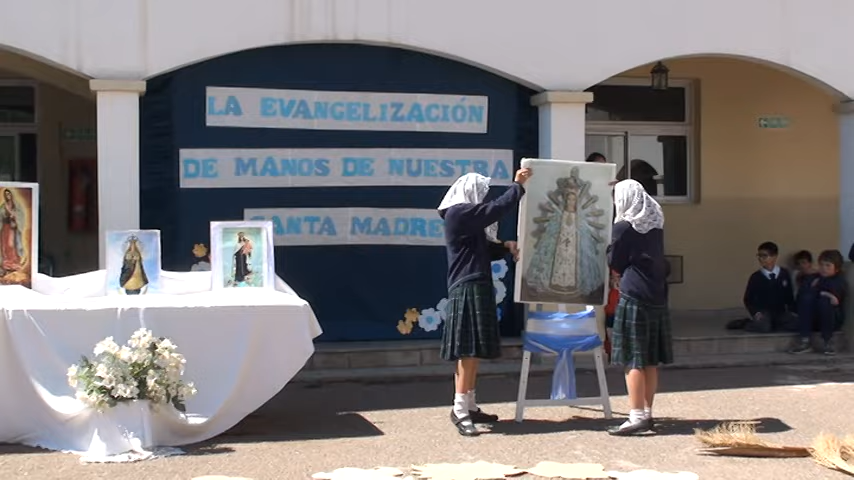 LA EVANGELIZACIÓN
DE MANOS DE NUESTRA
SANTA MADRE